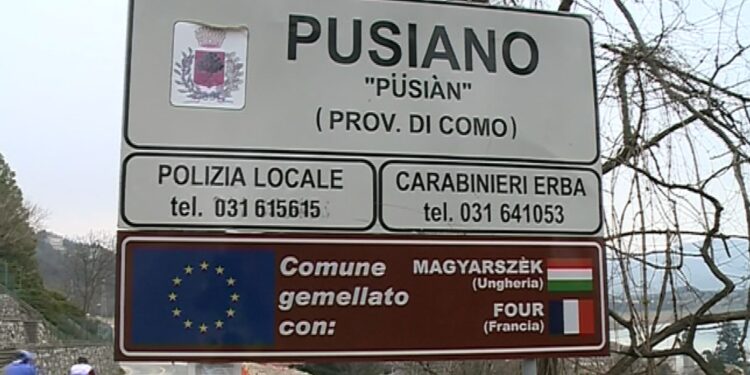 PUSIANO
"PÜSIÀN"
(PROV. DI COMO)
POLIZIA LOCALE
tel. 031 615615
CARABINIERI ERBA
tel. 031 641053
Comune
gemellato
con:
MAGYARSZÈK
(Ungheria)
FOUR
(Francia)